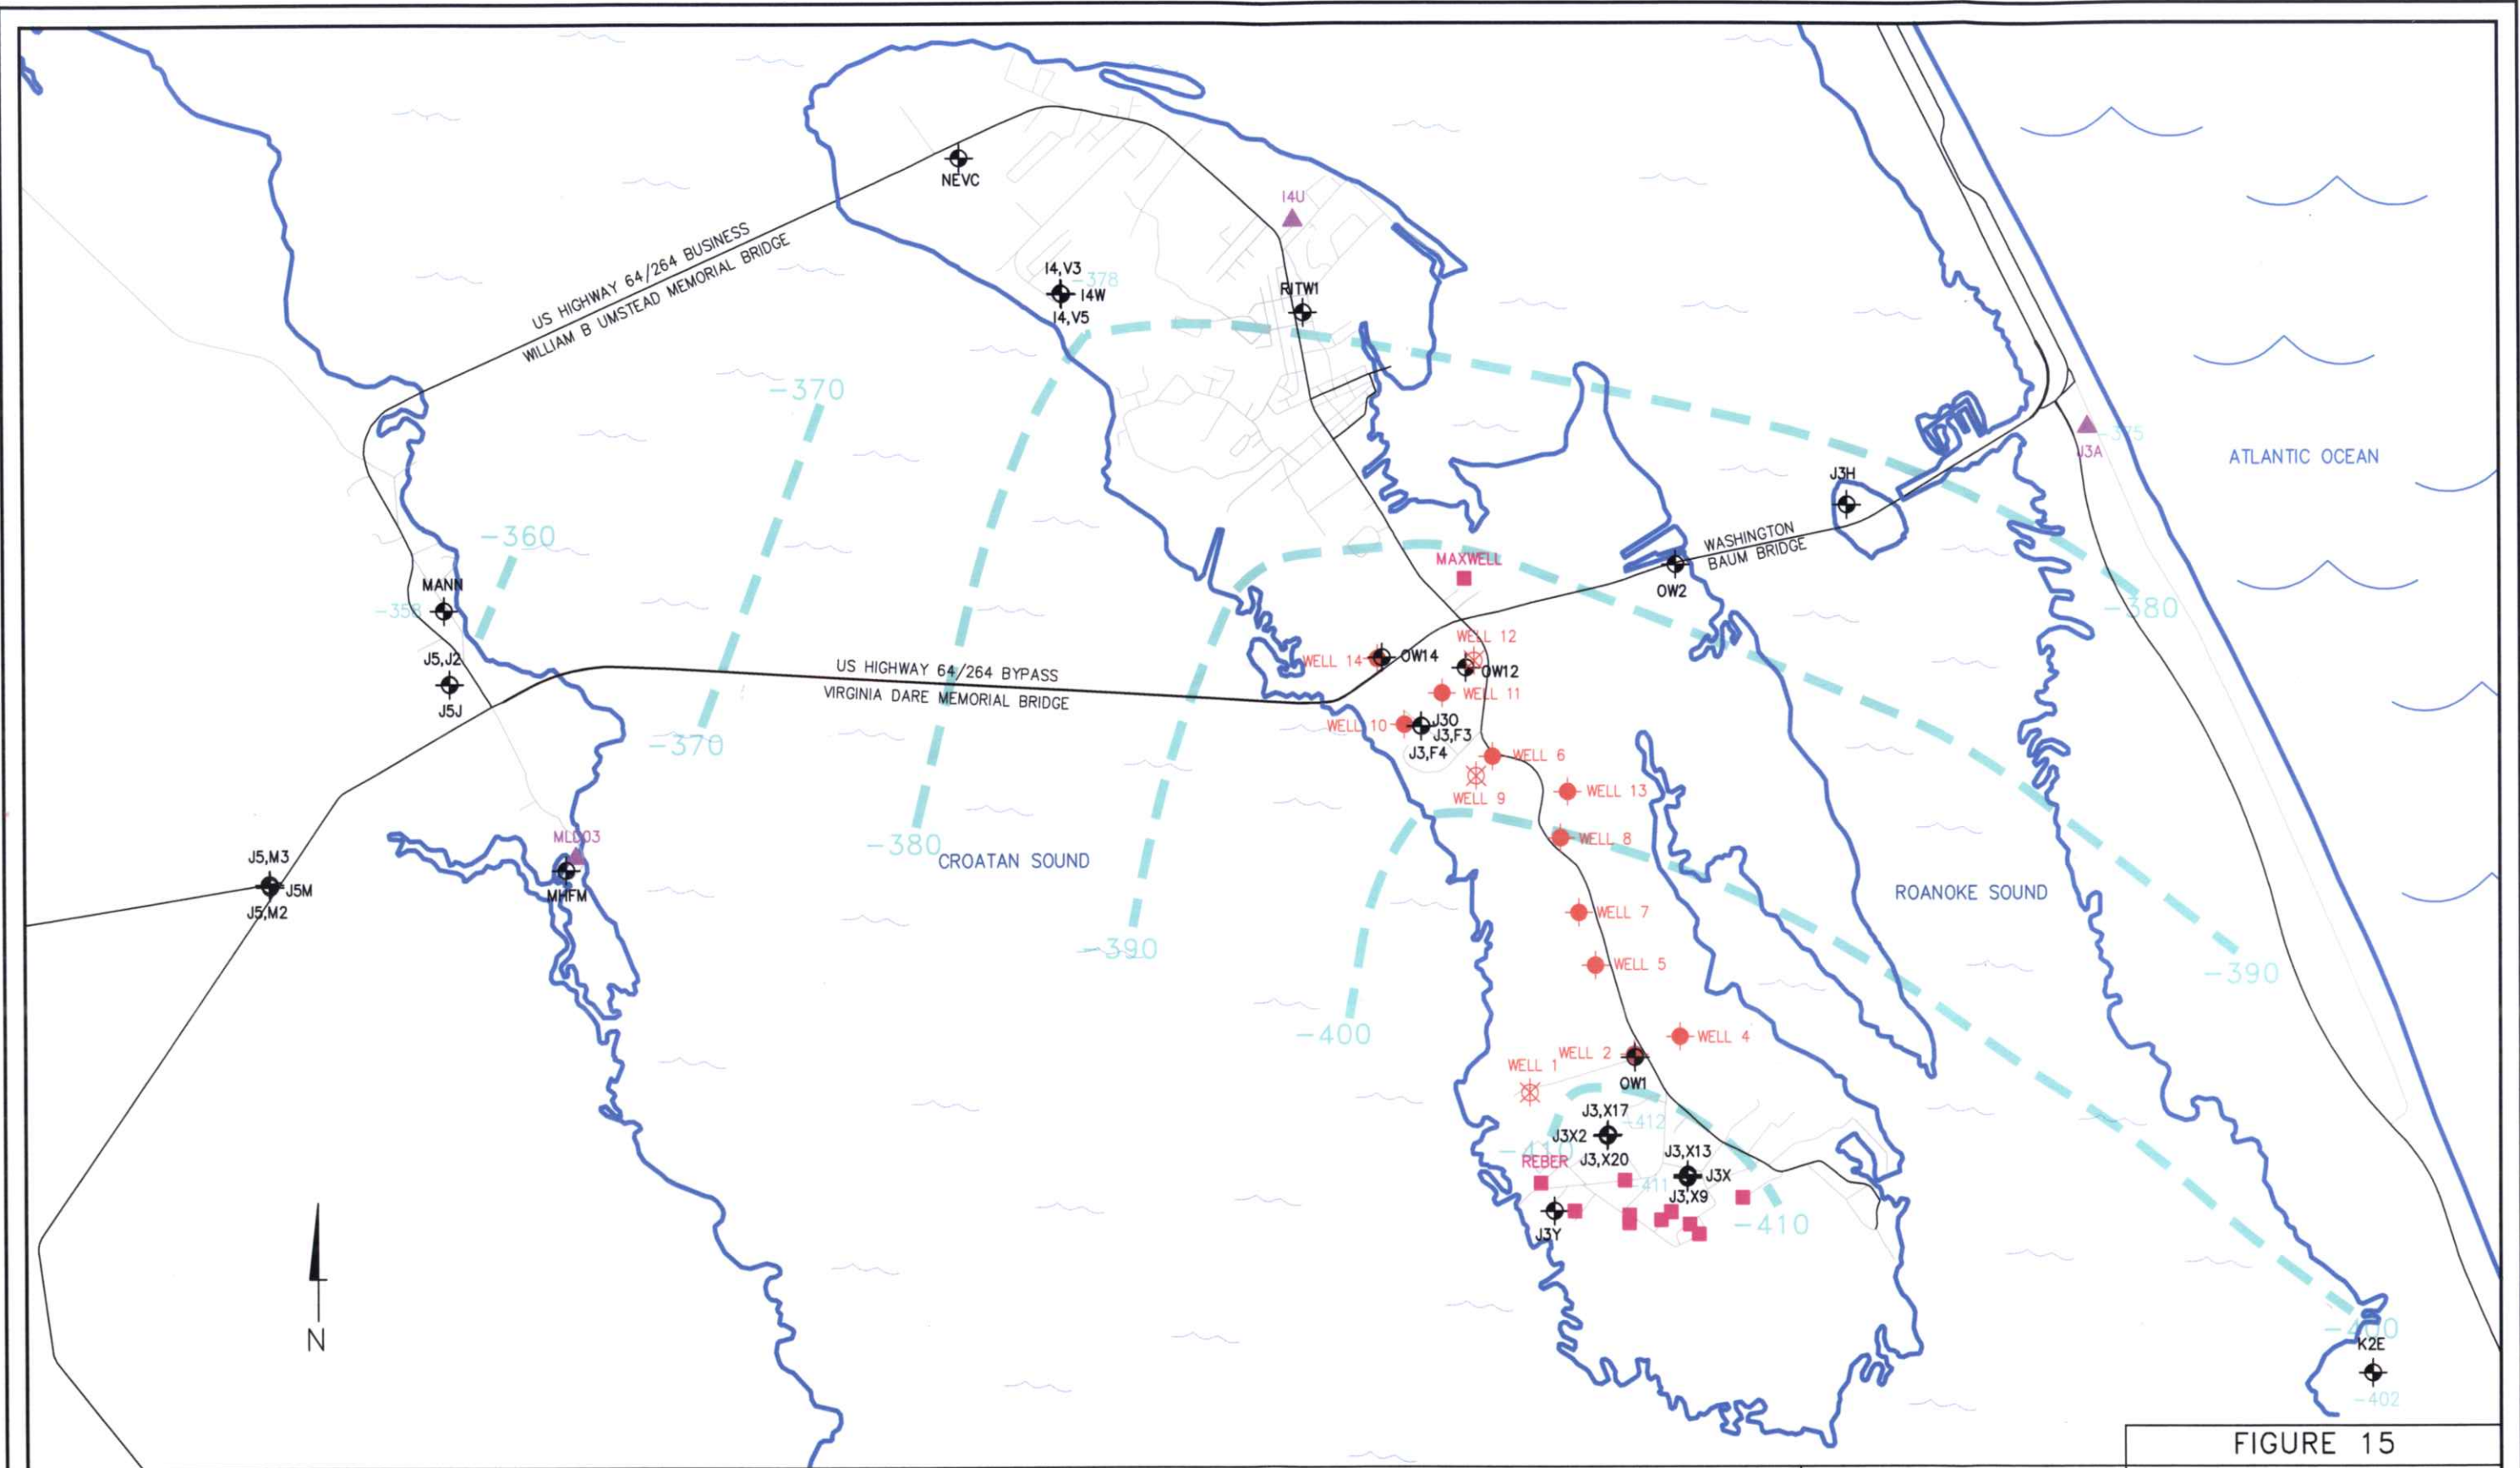 NEVC
I4U
I4,V3
-378
I4W
I4,V5
RITW1
US HIGHWAY 64/264 BUSINESS
WILLIAM B UMSTEAD MEMORIAL BRIDGE
-370
-375
J3A
ATLANTIC OCEAN
J3H
-360
WASHINGTON
BAUM BRIDGE
MAXWELL
OW2
MANN
-358
-380
J5,J2
J5J
US HIGHWAY 64/264 BYPASS
VIRGINIA DARE MEMORIAL BRIDGE
WELL 12
WELL 14
OW14
OW12
WELL 11
WELL 10
J3O
J3,F3
J3,F4
-370
WELL 6
WELL 9
WELL 13
WELL 8
-380
CROATAN SOUND
MLD03
MHFM
J5,M3
J5M
J5,M2
ROANOKE SOUND
WELL 7
-390
WELL 5
-390
-400
WELL 4
WELL 2
WELL 1
OW1
J3,X17
-412
J3X2
-410
J3,X20
REBER
J3,X13
J3X
411
J3,X9
J3Y
-410
N
-400
K2E
-402
FIGURE 15